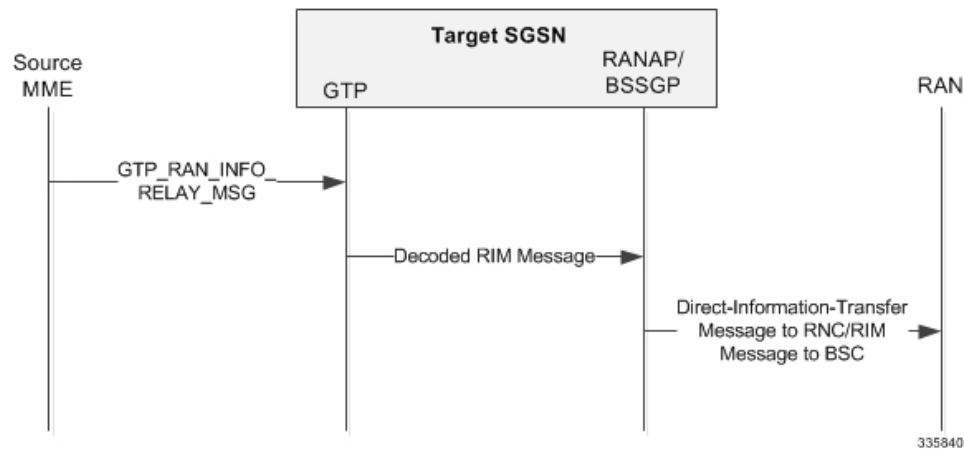 Target SGSN
Source
MME
GTP
RANAP/
BSSGP
RAN
GTP_RAN_INFO_
RELAY_MSG
Decoded RIM Message
Direct-Information-Transfer
Message to RNC/RIM
Message to BSC
335840